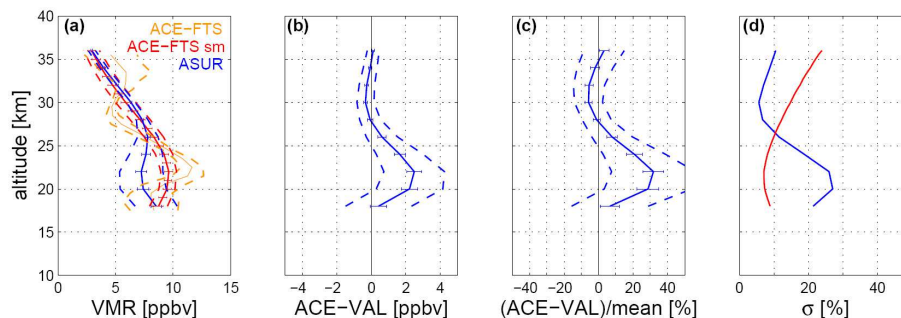 altitude [km]
40
35
30
25
20
15
10
(a)
ACE−FTS
ACE−FTS sm
ASUR
0 5 10 15
VMR [ppbv]
(b)
−4 −2 0 2 4
ACE−VAL [ppbv]
(c)
−40 −20 0 20 40
(ACE−VAL)/mean [%]
(d)
0 20 40
σ [%]